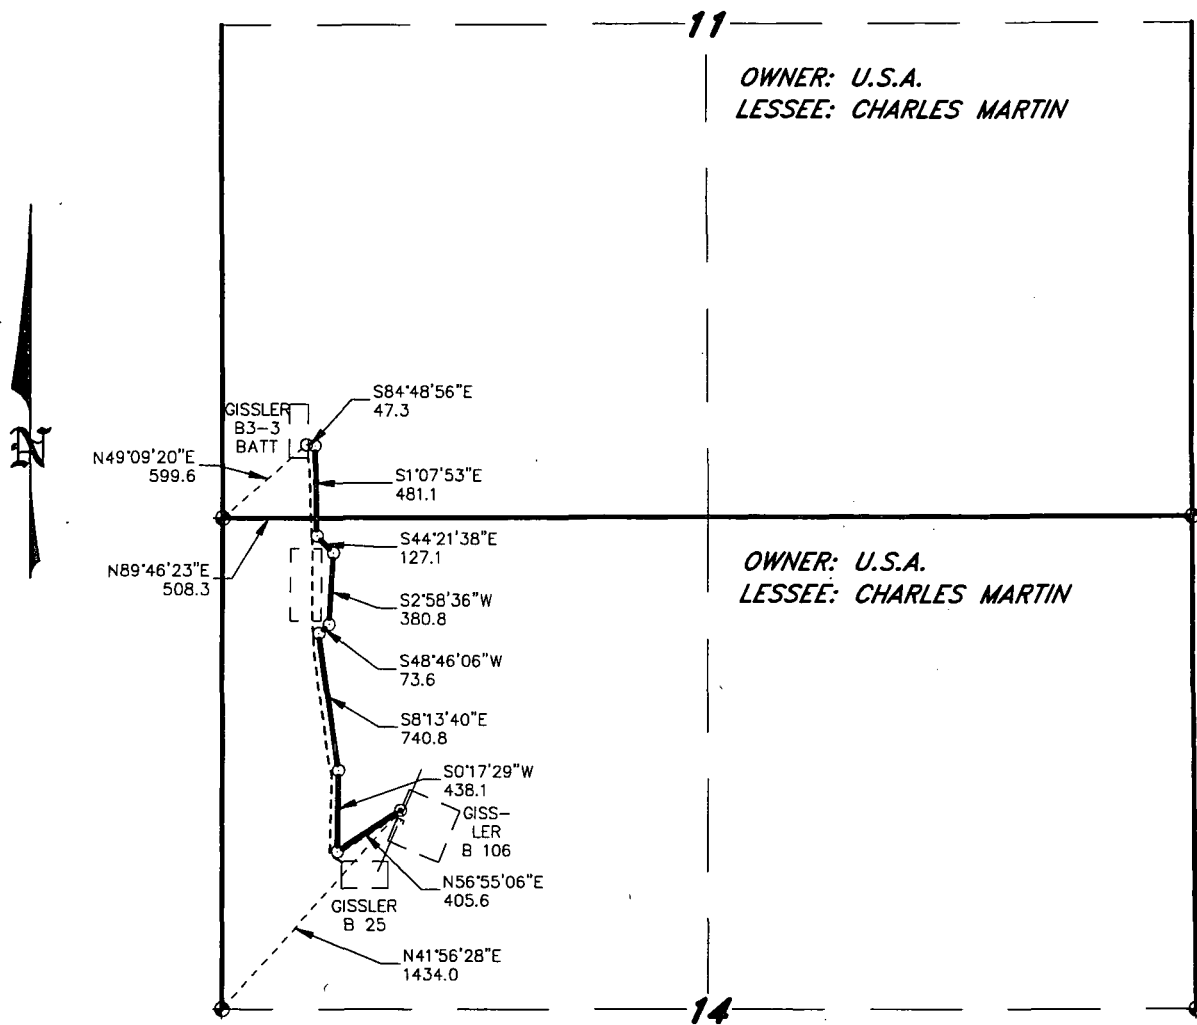 11
OWNER: U.S.A.
LESSEE: CHARLES MARTIN
N
GISSLER
B3-3
BATT
S84°48'56"E
47.3
N49°09'20"E
599.6
S1°07'53"E
481.1
S44°21'38"E
127.1
N89°46'23"E
508.3
OWNER: U.S.A.
LESSEE: CHARLES MARTIN
S2°58'36"W
380.8
S48°46'06"W
73.6
S8°13'40"E
740.8
S0°17'29"W
438.1
GISS-
LER
B 106
N56°55'06"E
405.6
GISSLER
B 25
N41°56'28"E
1434.0
14